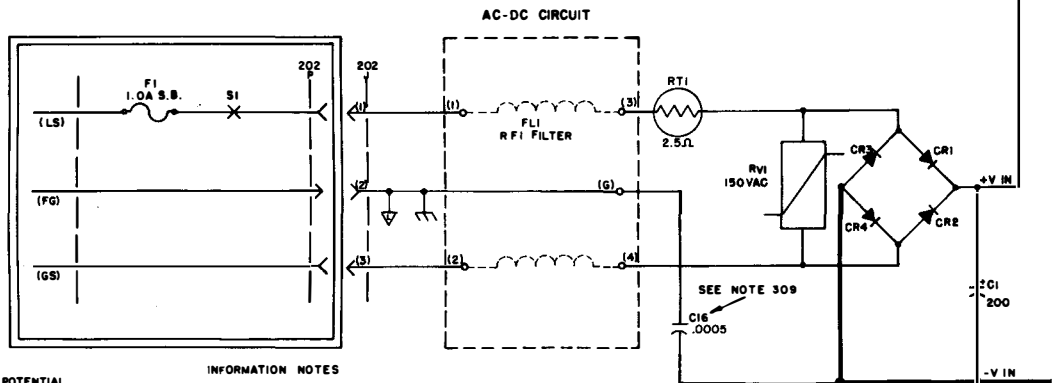 AC-DC CIRCUIT
202
P
202
J
F1
1.0A S.B.
S1
(LS)
(1)
(1)
FL1
RFI FILTER
(3)
RT1
2.5Ω
RV1
150VAC
CR3
CR1
CR4
CR2
+V IN
(FG)
(2)
(G)
(GS)
(3)
(2)
(4)
SEE NOTE 309
C16
.0005
+
C1
200
-V IN
INFORMATION NOTES
POTENTIAL